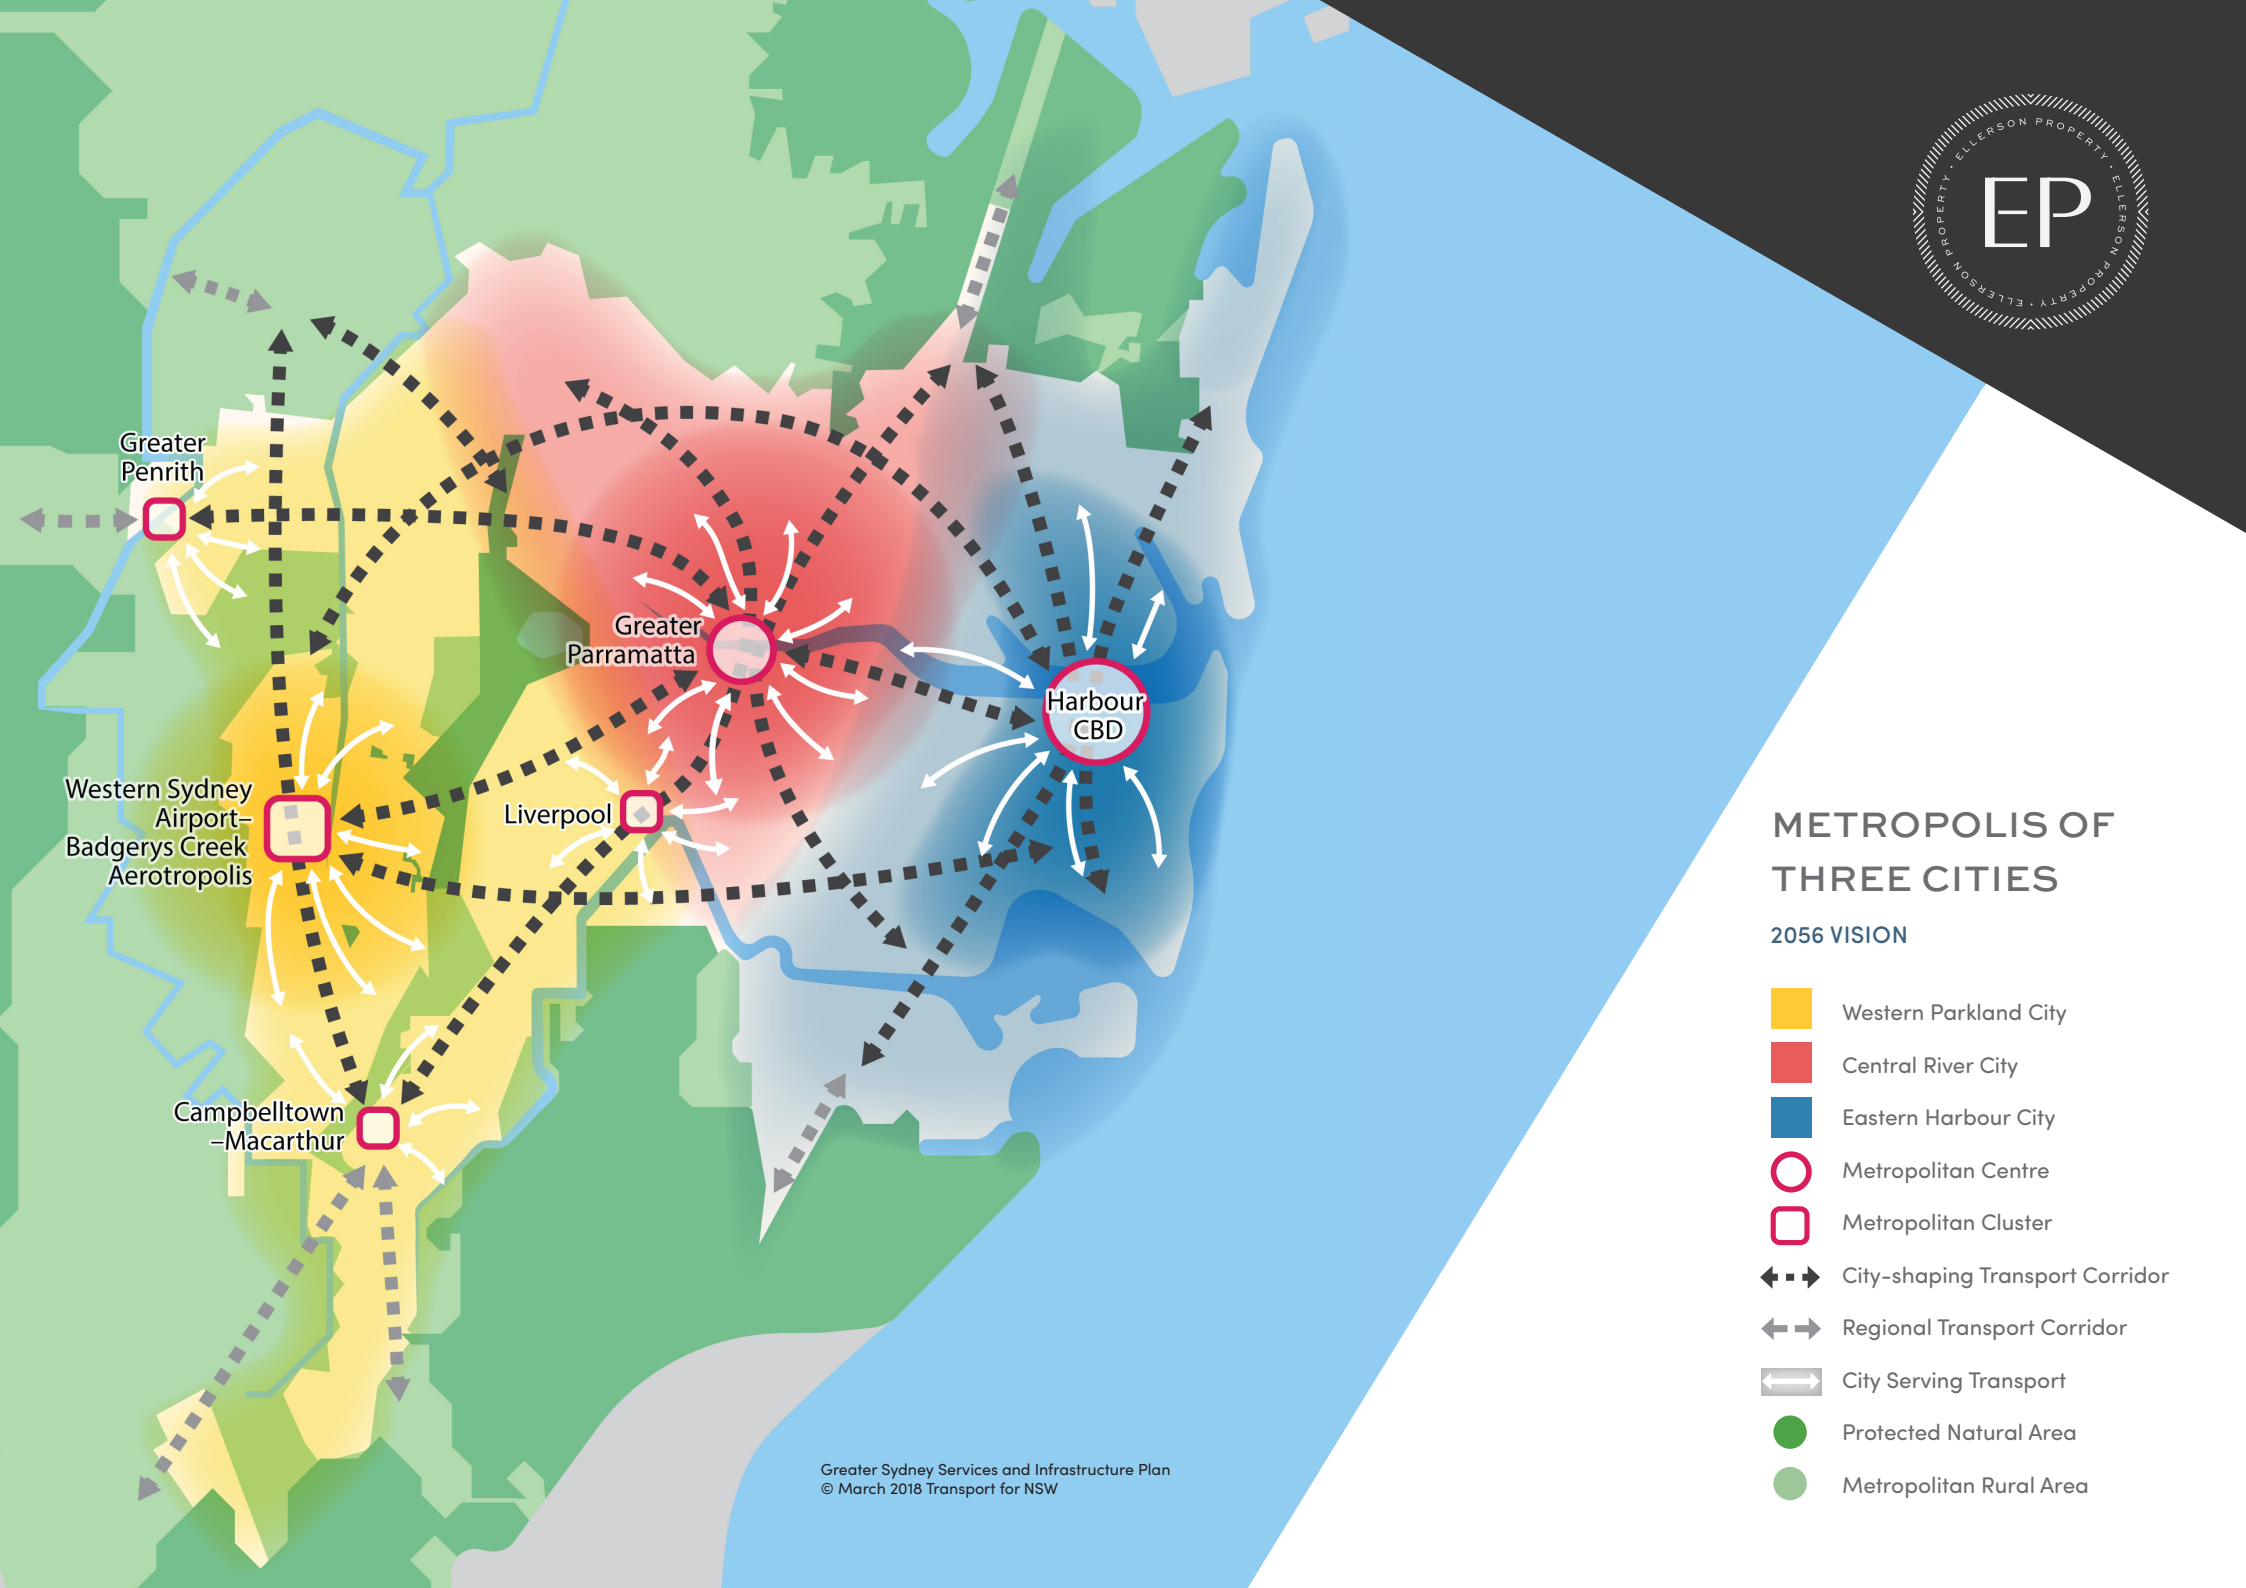 ELLERSON PROPERTY · ELLERSON PROPERTY · ELLERSON PROPERTY ·
EP
Greater
Penrith
Greater
Parramatta
Harbour
CBD
Western Sydney
Airport–
Badgerys Creek
Aerotropolis
Liverpool
Campbelltown
–Macarthur
METROPOLIS OF
THREE CITIES
2056 VISION
Western Parkland City
Central River City
Eastern Harbour City
Metropolitan Centre
Metropolitan Cluster
City-shaping Transport Corridor
Regional Transport Corridor
City Serving Transport
Protected Natural Area
Metropolitan Rural Area
Greater Sydney Services and Infrastructure Plan
© March 2018 Transport for NSW